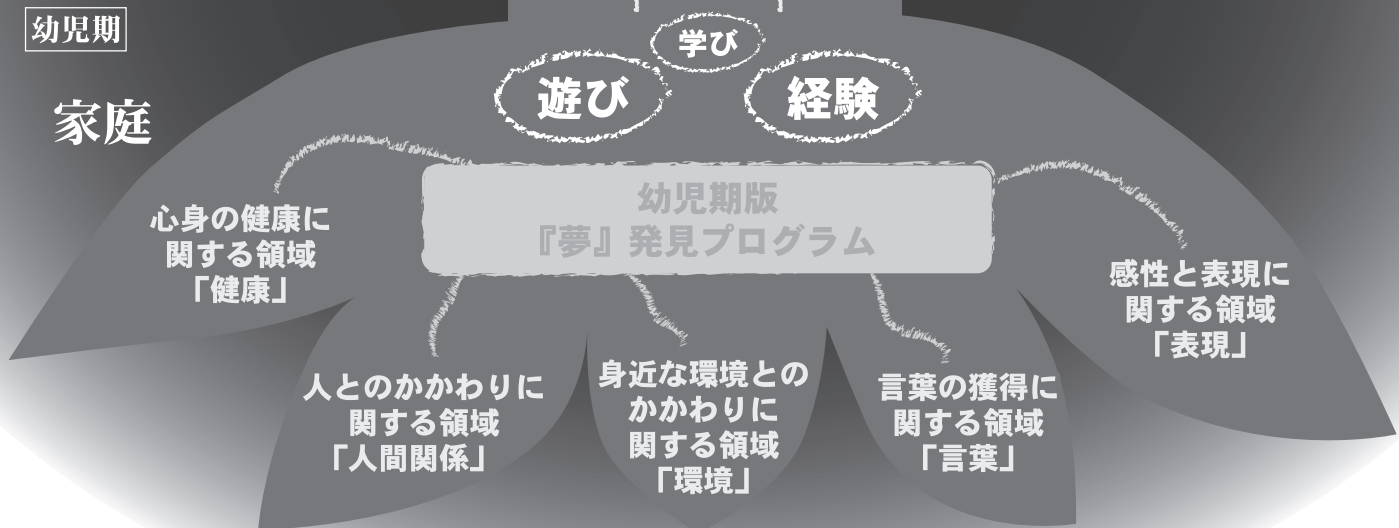 幼児期
家庭
学び
遊び
経験
幼児期版
『夢』発見プログラム
心身の健康に
関する領域
「健康」
人とのかかわりに
関する領域
「人間関係」
身近な環境との
かかわりに
関する領域
「環境」
言葉の獲得に
関する領域
「言葉」
感性と表現に
関する領域
「表現」